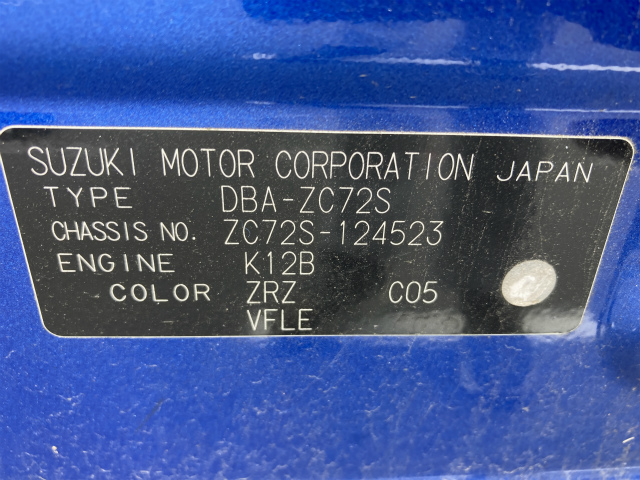 SUZUKI MOTOR CORPORATION JAPAN
TYPE DBA-ZC72S
CHASSIS NO. ZC72S-124523
ENGINE K12B
COLOR ZRZ C05
VFLE